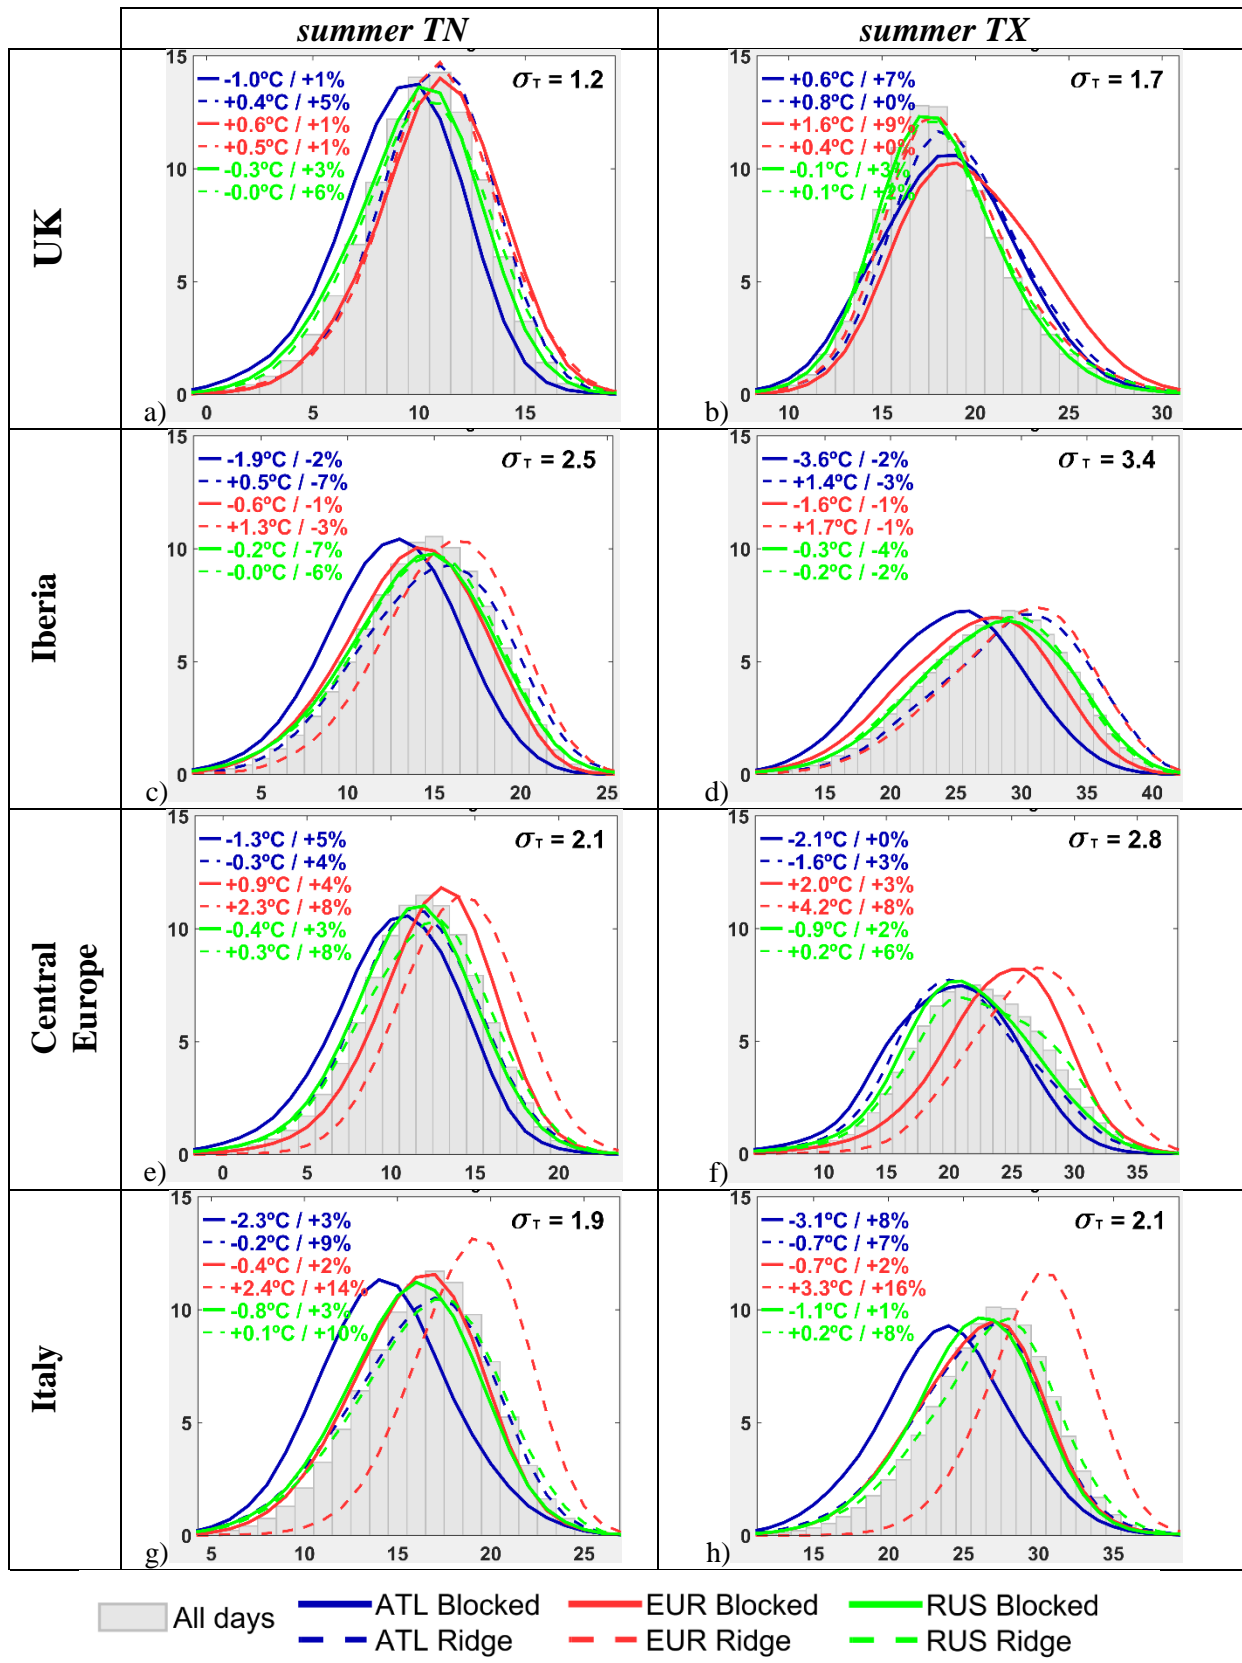 summer TN
summer TX
UK
15
10
5
0
-1.0ºC / +1%
+0.4ºC / +5%
+0.6ºC / +1%
+0.5ºC / +1%
-0.3ºC / +3%
-0.0ºC / +6%
σT = 1.2
a)
0 5 10 15
15
10
5
0
+0.6ºC / +7%
+0.8ºC / +0%
+1.6ºC / +9%
+0.4ºC / +0%
-0.1ºC / +3%
+0.1ºC / +2%
σT = 1.7
b)
10 15 20 25 30
Iberia
15
10
5
0
-1.9ºC / -2%
+0.5ºC / -7%
-0.6ºC / -1%
+1.3ºC / -3%
-0.2ºC / -7%
-0.0ºC / -6%
σT = 2.5
c)
5 10 15 20 25
15
10
5
0
-3.6ºC / -2%
+1.4ºC / -3%
-1.6ºC / -1%
+1.7ºC / -1%
-0.3ºC / -4%
-0.2ºC / -2%
σT = 3.4
d)
15 20 25 30 35 40
Central
Europe
15
10
5
0
-1.3ºC / +5%
-0.3ºC / +4%
+0.9ºC / +4%
+2.3ºC / +8%
-0.4ºC / +3%
+0.3ºC / +8%
σT = 2.1
e)
0 5 10 15 20
15
10
5
0
-2.1ºC / +0%
-1.6ºC / +3%
+2.0ºC / +3%
+4.2ºC / +8%
-0.9ºC / +2%
+0.2ºC / +6%
σT = 2.8
f)
10 15 20 25 30 35
Italy
15
10
5
0
-2.3ºC / +3%
-0.2ºC / +9%
-0.4ºC / +2%
+2.4ºC / +14%
-0.8ºC / +3%
+0.1ºC / +10%
σT = 1.9
g)
5 10 15 20 25
15
10
5
0
-3.1ºC / +8%
-0.7ºC / +7%
-0.7ºC / +2%
+3.3ºC / +16%
-1.1ºC / +1%
+0.2ºC / +8%
σT = 2.1
h)
15 20 25 30 35
All days
ATL Blocked EUR Blocked RUS Blocked
ATL Ridge EUR Ridge RUS Ridge